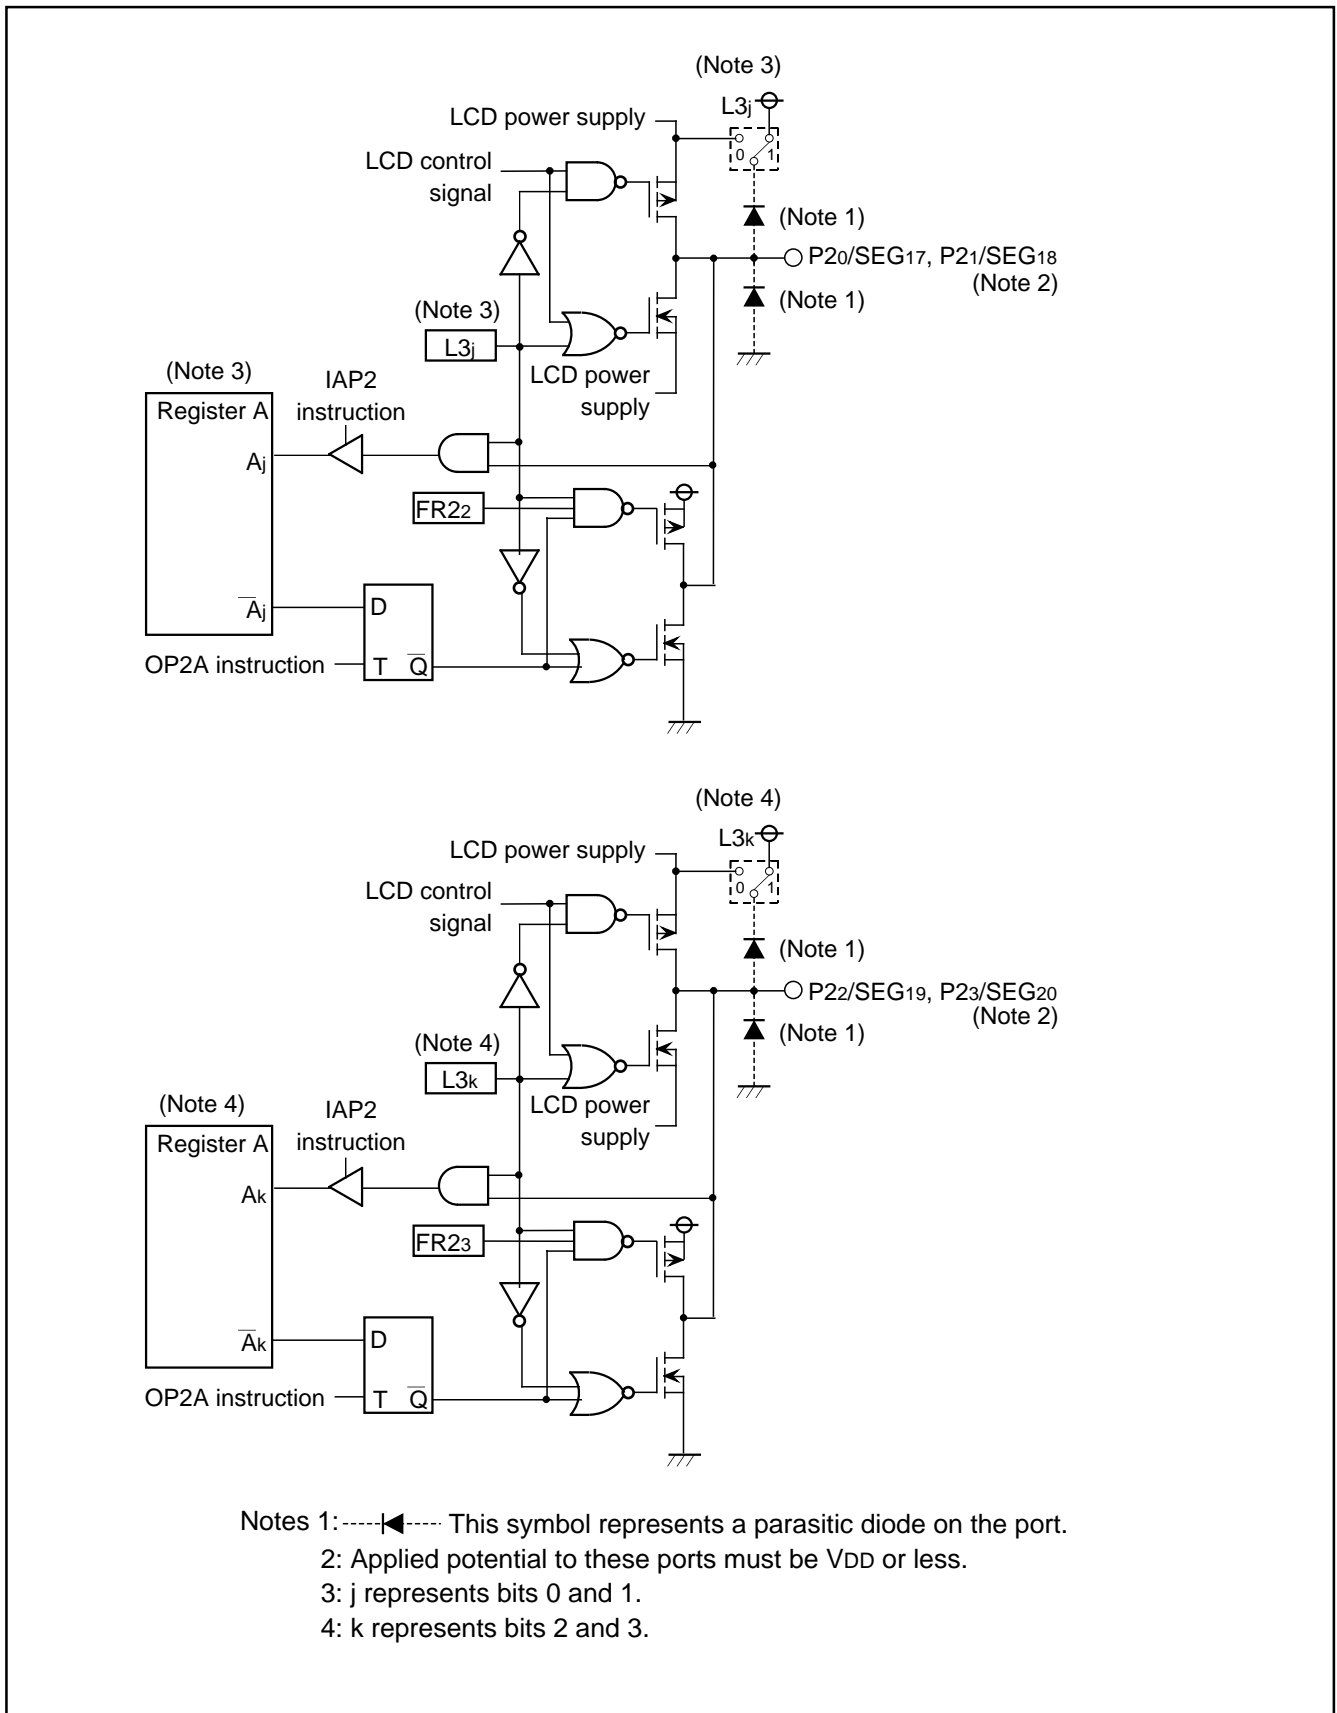 (Note 3)
L3j
LCD power supply
0 1
LCD control
signal
(Note 1)
P20/SEG17, P21/SEG18
(Note 2)
(Note 1)
(Note 3)
L3j
LCD power
supply
(Note 3)
IAP2
instruction
Register A
Aj
FR22
Aj
D
OP2A instruction
T Q
(Note 4)
L3k
LCD power supply
0 1
LCD control
signal
(Note 1)
P22/SEG19, P23/SEG20
(Note 2)
(Note 1)
(Note 4)
L3k
LCD power
supply
(Note 4)
IAP2
instruction
Register A
Ak
FR23
Ak
D
OP2A instruction
T Q
Notes 1: This symbol represents a parasitic diode on the port.
2: Applied potential to these ports must be VDD or less.
3: j represents bits 0 and 1.
4: k represents bits 2 and 3.